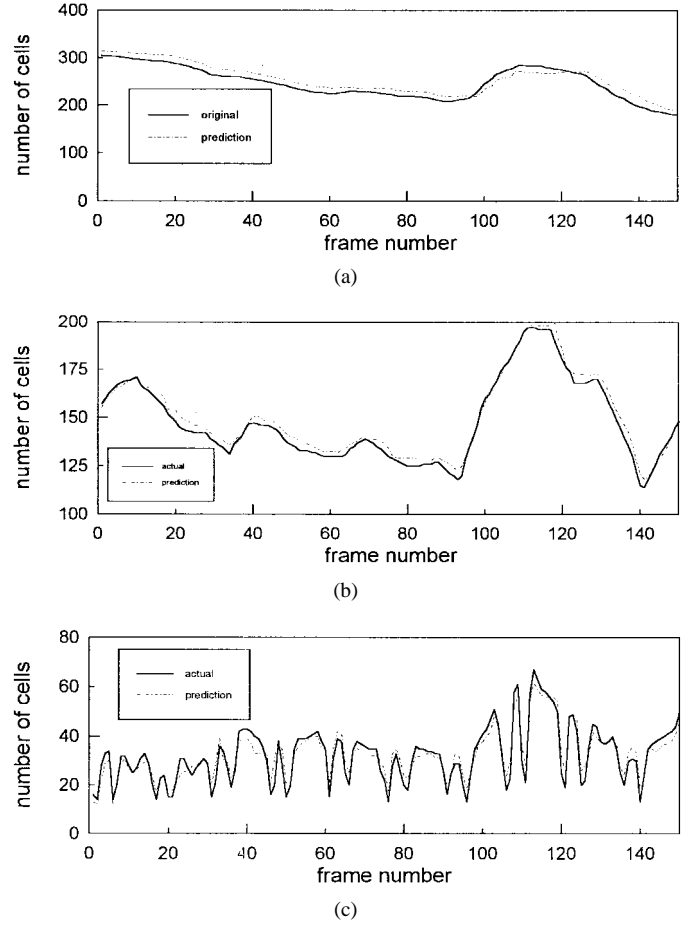 400
300
200
100
0
number of cells
original
prediction
0 20 40 60 80 100 120 140
frame number
(a)
200
175
150
125
100
number of cells
actual
prediction
0 20 40 60 80 100 120 140
frame number
(b)
80
60
40
20
0
number of cells
actual
prediction
0 20 40 60 80 100 120 140
frame number
(c)